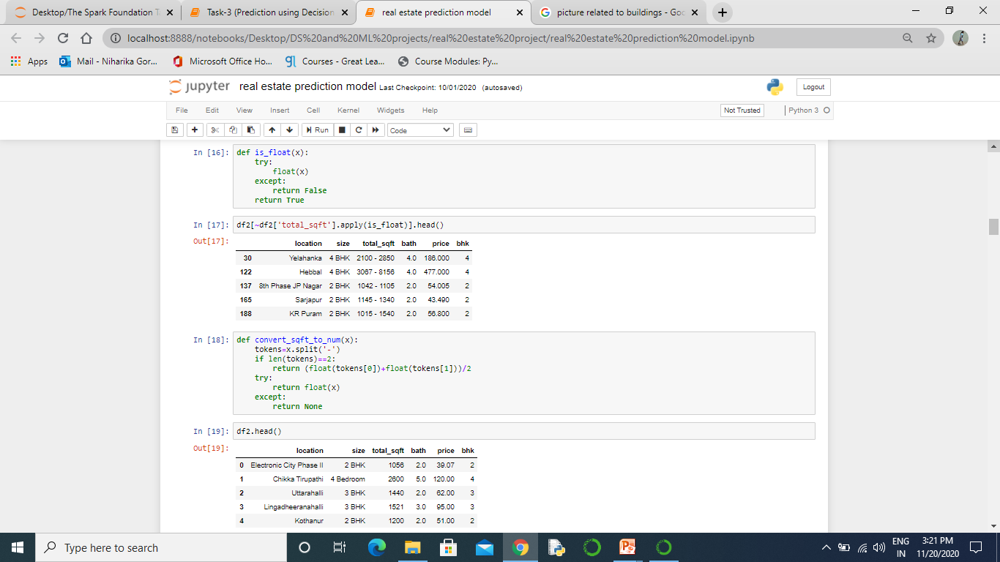 Desktop/The Spark Foundation T
Task-3 (Prediction using Decision
real estate prediction model
picture related to buildings - Goo
localhost:8888/notebooks/Desktop/DS%20and%20ML%20projects/real%20estate%20project/real%20estate%20prediction%20model.ipynb
Apps Mail - Niharika Gor... Microsoft Office Ho... Courses - Great Lea... Course Modules: Py...
jupyter real estate prediction model Last Checkpoint: 10/01/2020 (autosaved) Logout
File Edit View Insert Cell Kernel Widgets Help Not Trusted Python 3
Run Code
In [16]: def is_float(x):
try:
float(x)
except:
return False
return True
In [17]: df2[~df2['total_sqft'].apply(is_float)].head()
Out[17]:
location size total_sqft bath price bhk
30 Yelahanka 4 BHK 2100 - 2850 4.0 186.000 4
122 Hebbal 4 BHK 3067 - 8156 4.0 477.000 4
137 8th Phase JP Nagar 2 BHK 1042 - 1105 2.0 54.005 2
165 Sarjapur 2 BHK 1145 - 1340 2.0 43.490 2
188 KR Puram 2 BHK 1015 - 1540 2.0 56.800 2
In [18]: def convert_sqft_to_num(x):
tokens=x.split('-')
if len(tokens)==2:
return (float(tokens[0])+float(tokens[1]))/2
try:
return float(x)
except:
return None
In [19]: df2.head()
Out[19]:
location size total_sqft bath price bhk
0 Electronic City Phase II 2 BHK 1056 2.0 39.07 2
1 Chikka Tirupathi 4 Bedroom 2600 5.0 120.00 4
2 Uttarahalli 3 BHK 1440 2.0 62.00 3
3 Lingadheeranahalli 3 BHK 1521 3.0 95.00 3
4 Kothanur 2 BHK 1200 2.0 51.00 2
Type here to search
ENG
IN
3:21 PM
11/20/2020